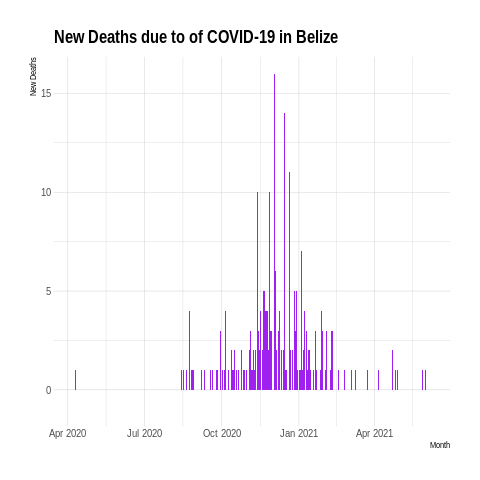 New Deaths due to of COVID-19 in Belize
New Deaths
15
10
5
0
Apr 2020 Jul 2020 Oct 2020 Jan 2021 Apr 2021
Month